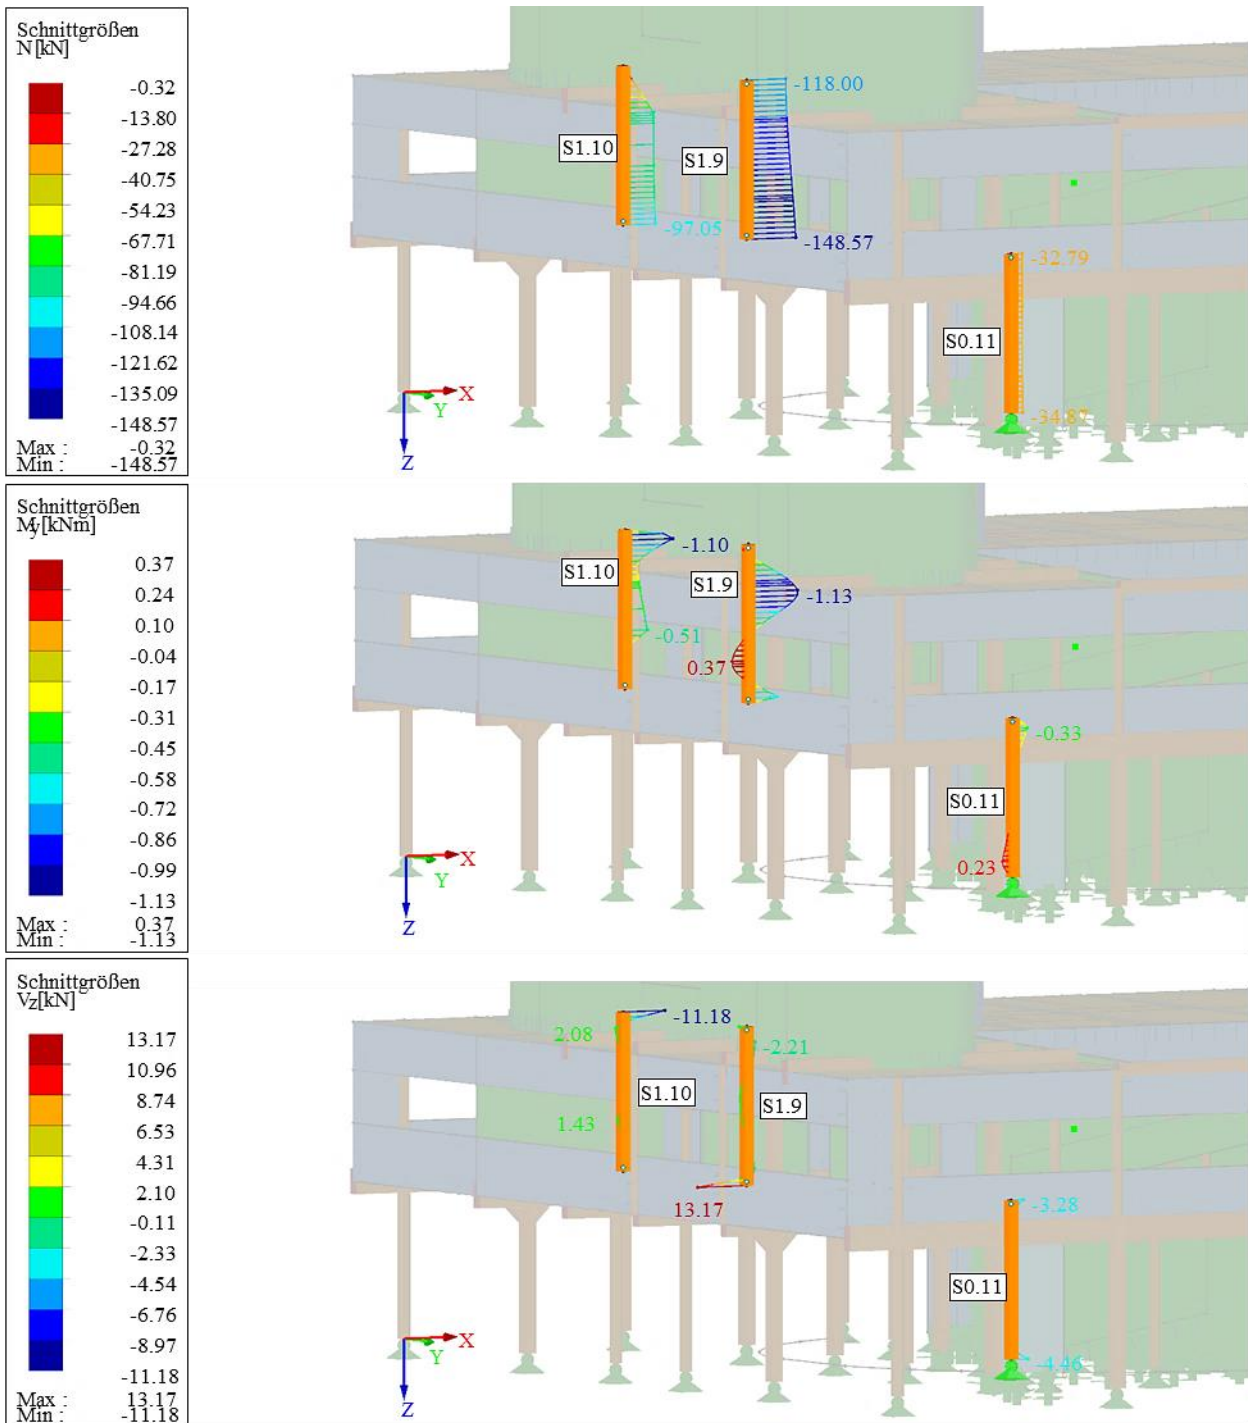 Schnittgrößen
N [kN]
-0.32
-13.80
-27.28
-40.75
-54.23
-67.71
-81.19
-94.66
-108.14
-121.62
-135.09
-148.57
Max : -0.32
Min : -148.57
-118.00
S1.10
S1.9
-97.05
-148.57
-32.79
S0.11
-34.87
X
Y
Z
Schnittgrößen
My[kNm]
0.37
0.24
0.10
-0.04
-0.17
-0.31
-0.45
-0.58
-0.72
-0.86
-0.99
-1.13
Max : 0.37
Min : -1.13
-1.10
S1.10
S1.9
-1.13
-0.51
0.37
-0.33
S0.11
0.23
X
Y
Z
Schnittgrößen
Vz[kN]
13.17
10.96
8.74
6.53
4.31
2.10
-0.11
-2.33
-4.54
-6.76
-8.97
-11.18
Max : 13.17
Min : -11.18
-11.18
2.08
-2.21
S1.10
S1.9
1.43
13.17
-3.28
S0.11
-4.46
X
Y
Z